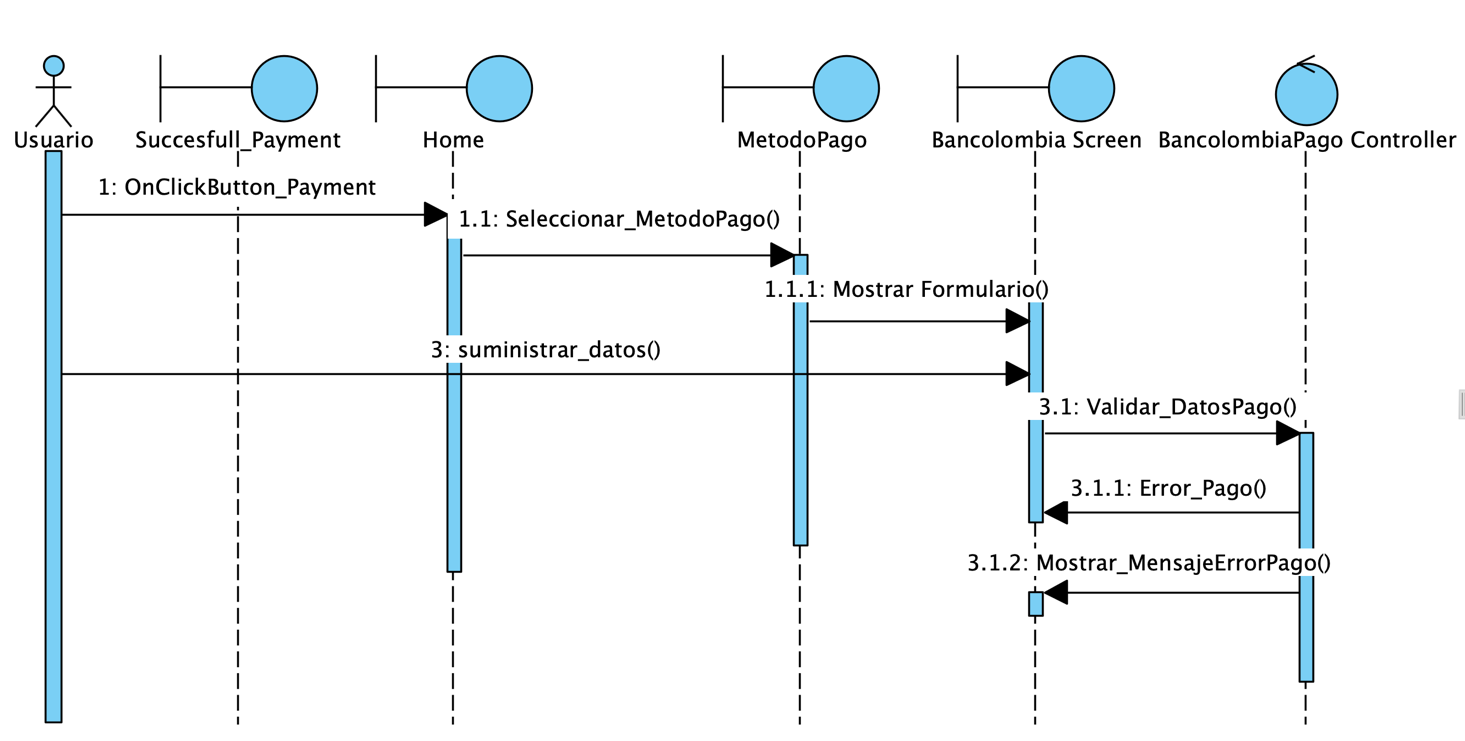 Usuario
Succesfull_Payment
Home
MetodoPago
Bancolombia Screen
BancolombiaPago Controller
1: OnClickButton_Payment
1.1: Seleccionar_MetodoPago()
1.1.1: Mostrar Formulario()
3: suministrar_datos()
3.1: Validar_DatosPago()
3.1.1: Error_Pago()
3.1.2: Mostrar_MensajeErrorPago()